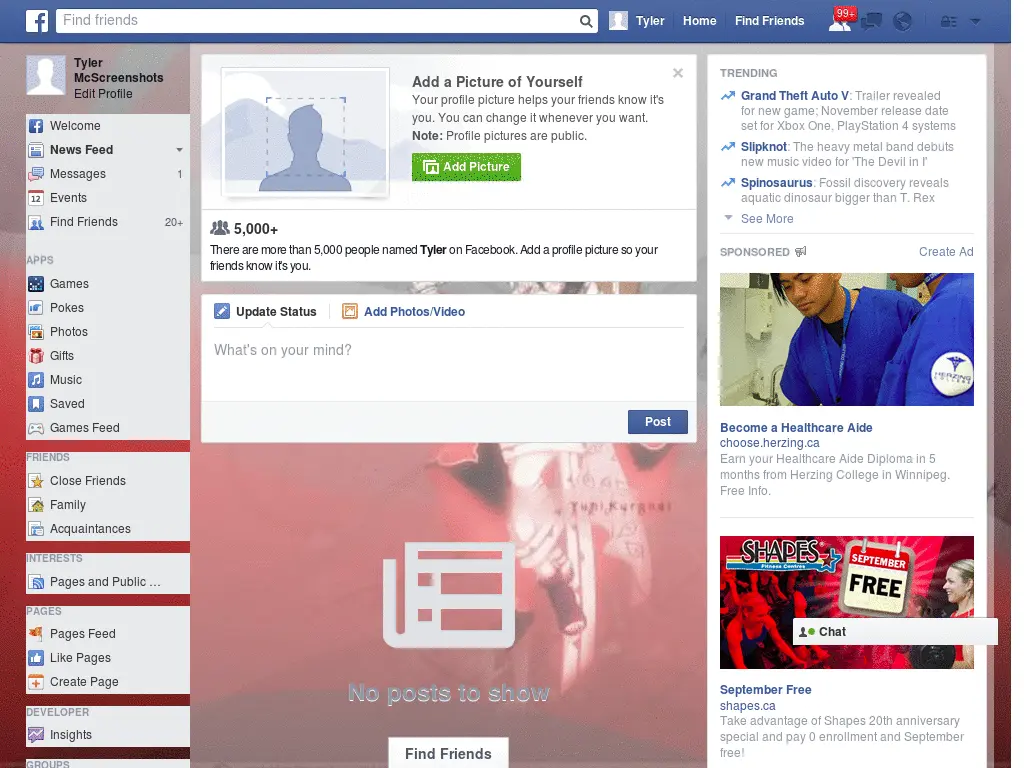 Find friends
Tyler
Home
Find Friends
99+
Tyler
McScreenshots
Edit Profile
Welcome
News Feed
Messages 1
12 Events
Find Friends 20+
APPS
Games
Pokes
Photos
Gifts
Music
Saved
Games Feed
FRIENDS
Close Friends
Family
Acquaintances
INTERESTS
Pages and Public ...
PAGES
Pages Feed
Like Pages
Create Page
DEVELOPER
Insights
GROUPS
Add a Picture of Yourself
Your profile picture helps your friends know it's
you. You can change it whenever you want.
Note: Profile pictures are public.
Add Picture
5,000+
There are more than 5,000 people named Tyler on Facebook. Add a profile picture so your
friends know it's you.
Update Status
Add Photos/Video
What's on your mind?
Post
Yuni Kurgnoi
No posts to show
Find Friends
TRENDING
Grand Theft Auto V: Trailer revealed
for new game; November release date
set for Xbox One, PlayStation 4 systems
Slipknot: The heavy metal band debuts
new music video for 'The Devil in I'
Spinosaurus: Fossil discovery reveals
aquatic dinosaur bigger than T. Rex
See More
SPONSORED
Create Ad
HERZING
COLLEGE
Become a Healthcare Aide
choose.herzing.ca
Earn your Healthcare Aide Diploma in 5
months from Herzing College in Winnipeg.
Free Info.
SHAPES
Fitness Centres
SEPTEMBER
FREE
Chat
September Free
shapes.ca
Take advantage of Shapes 20th anniversary
special and pay 0 enrollment and September
free!